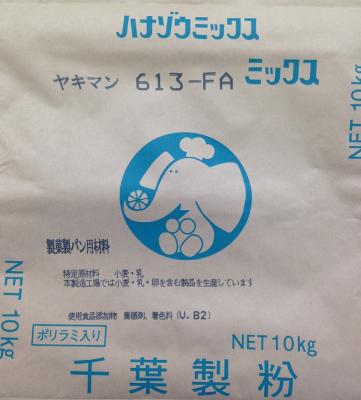 ハナゾウミックス
ヤキマン 613-FA ミックス
NET 10kg
製菓製パン用材料
特定原材料 小麦・乳
本製造工場では小麦・乳・卵を含む製品を生産しています
使用食品添加物 膨脹剤、着色料(V.B2)
NET 10kg
ポリラミ入り
NET 10kg
千葉製粉